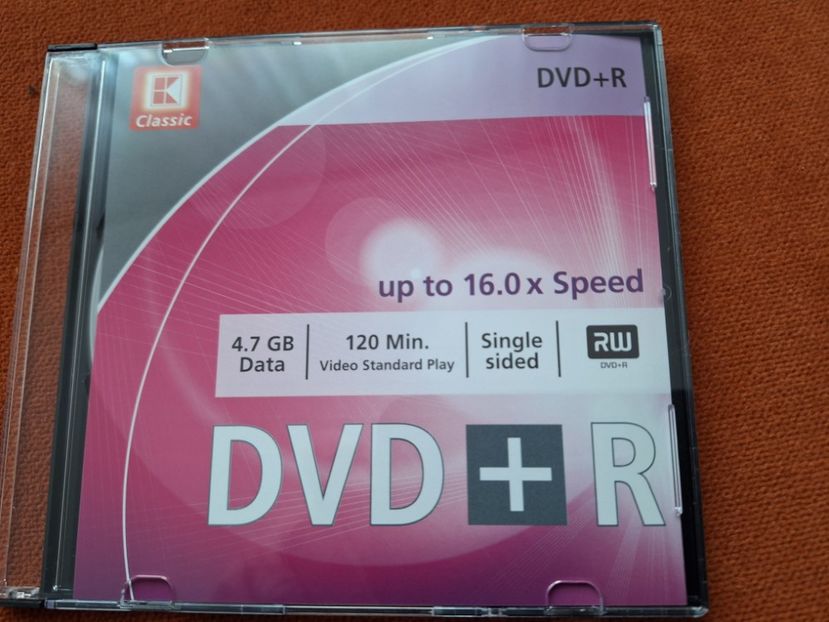 K
Classic
DVD+R
up to 16.0 x Speed
4.7 GB
Data
120 Min.
Video Standard Play
Single
sided
RW
DVD+R
DVD+R